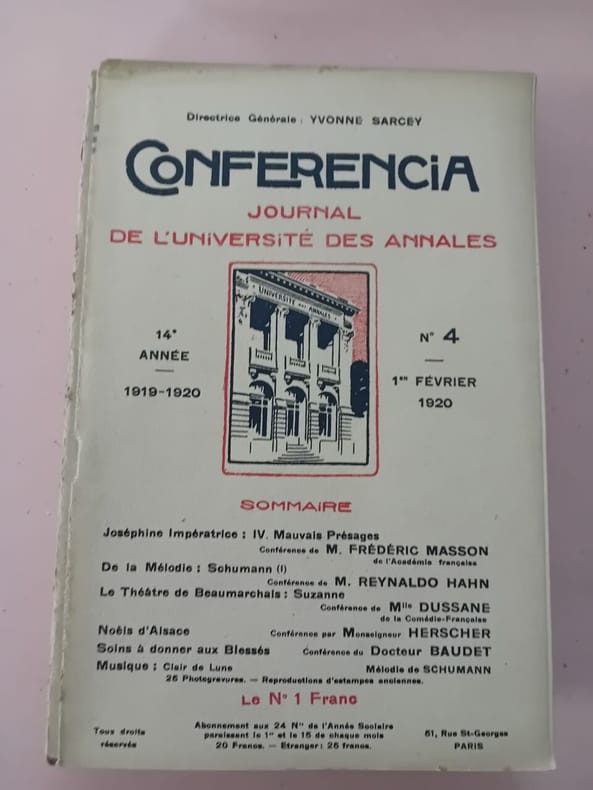 Directrice Générale : YVONNE SARCEY
CONFERENCIA
JOURNAL
DE L'UNIVERSITÉ DES ANNALES
UNIVERSITÉ DES ANNALES
14e
ANNÉE
1919-1920
N° 4
1er FÉVRIER
1920
SOMMAIRE
Joséphine Impératrice : IV. Mauvais Présages
Conférence de M. FRÉDÉRIC MASSON
de l'Académie française
De la Mélodie : Schumann (I)
Conférence de M. REYNALDO HAHN
Le Théâtre de Beaumarchais : Suzanne
Conférence de Mlle DUSSANE
de la Comédie-Française
Noëls d'Alsace Conférence par Monseigneur HERSCHER
Soins à donner aux Blessés Conférence du Docteur BAUDET
Musique : Clair de Lune Mélodie de SCHUMANN
25 Photogravures. — Reproductions d'estampes anciennes.
Le N° 1 Franc
Tous droits
réservés
Abonnement aux 24 Nos de l'Année Scolaire
paraissant le 1er et le 15 de chaque mois
20 Francs. — Etranger : 25 francs.
51, Rue St-Georges
PARIS